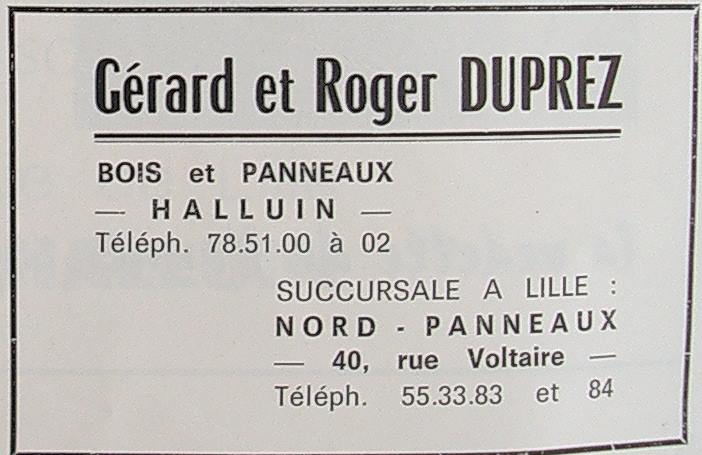 Gérard et Roger DUPREZ
BOIS et PANNEAUX
— HALLUIN —
Téléph. 78.51.00 à 02
SUCCURSALE A LILLE :
NORD - PANNEAUX
— 40, rue Voltaire —
Téléph. 55.33.83 et 84